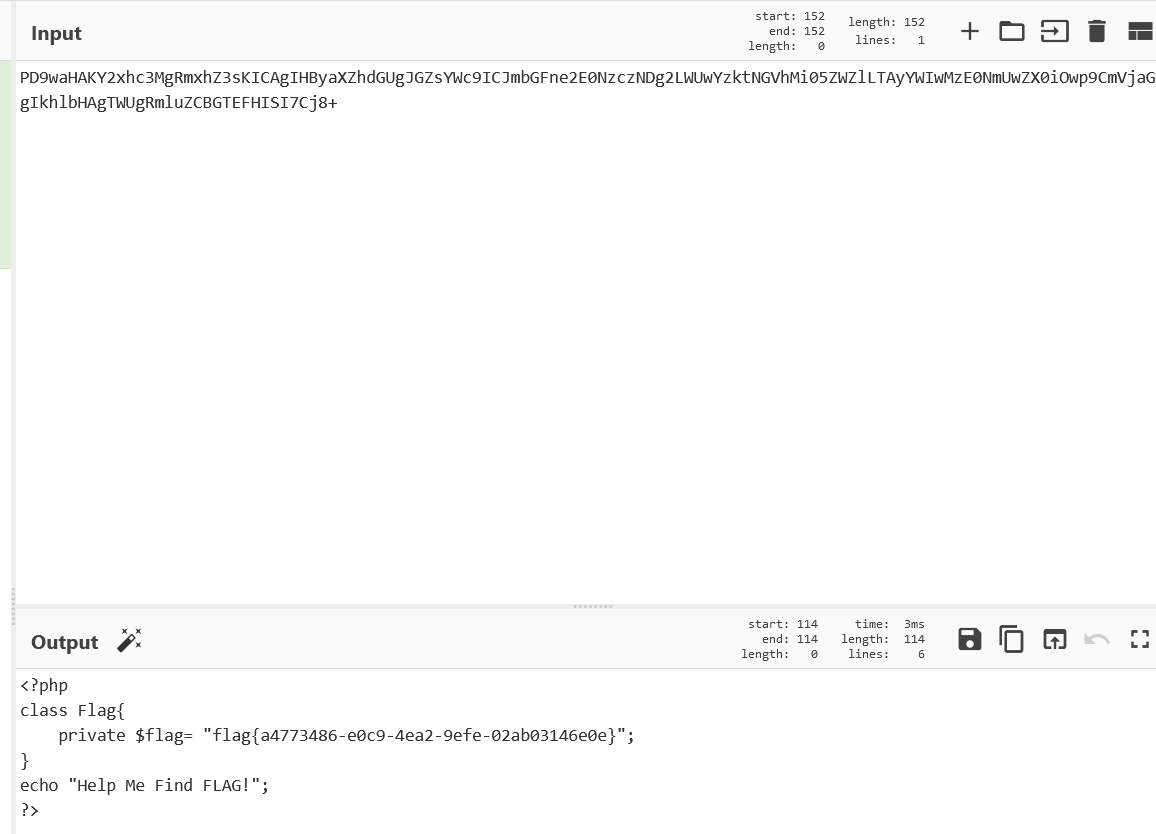 Input
start: 152
end: 152
length: 0
length: 152
lines: 1
PD9waHAKY2xhc3MgRmxhZ3sKICAgIHByaXZhdGUgJGZsYWc9ICJmbGFne2E0NzczNDg2LWUwYzktNGVhMi05ZWZlLTAyYWIwMzE0NmUwZX0iOwp9CmVjaG
gIkhlbHAgTWUgRmluZCBGTEFHISI7Cj8+
Output
start: 114
end: 114
length: 0
time: 3ms
length: 114
lines: 6
<?php
class Flag{
    private $flag= "flag{a4773486-e0c9-4ea2-9efe-02ab03146e0e}";
}
echo "Help Me Find FLAG!";
?>